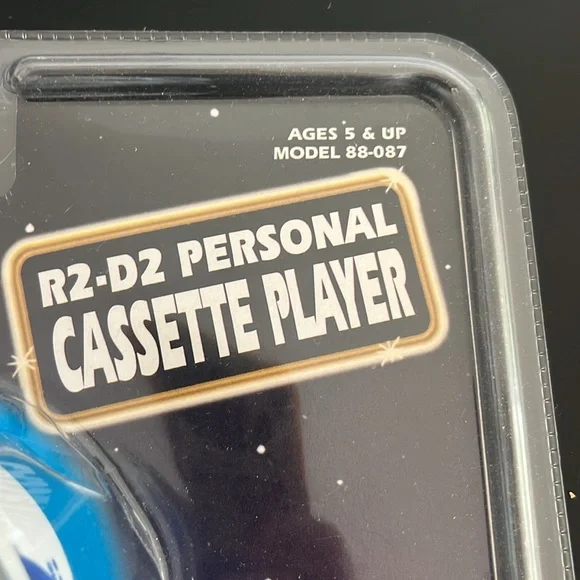 AGES 5 & UP
MODEL 88-087
R2-D2 PERSONAL
CASSETTE PLAYER